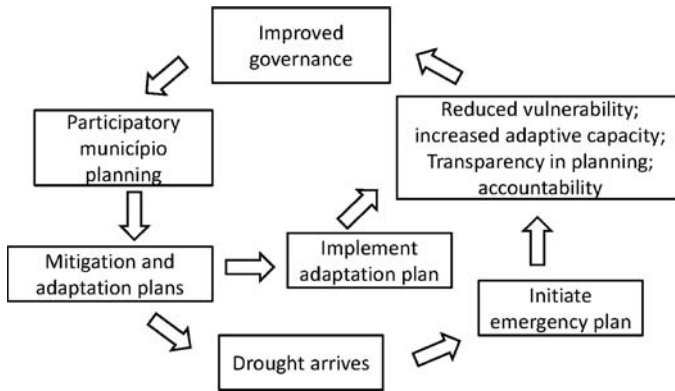 Improved
governance
Reduced vulnerability;
increased adaptive capacity;
Transparency in planning;
accountability
Participatory
município
planning
Mitigation and
adaptation plans
Implement
adaptation plan
Initiate
emergency plan
Drought arrives